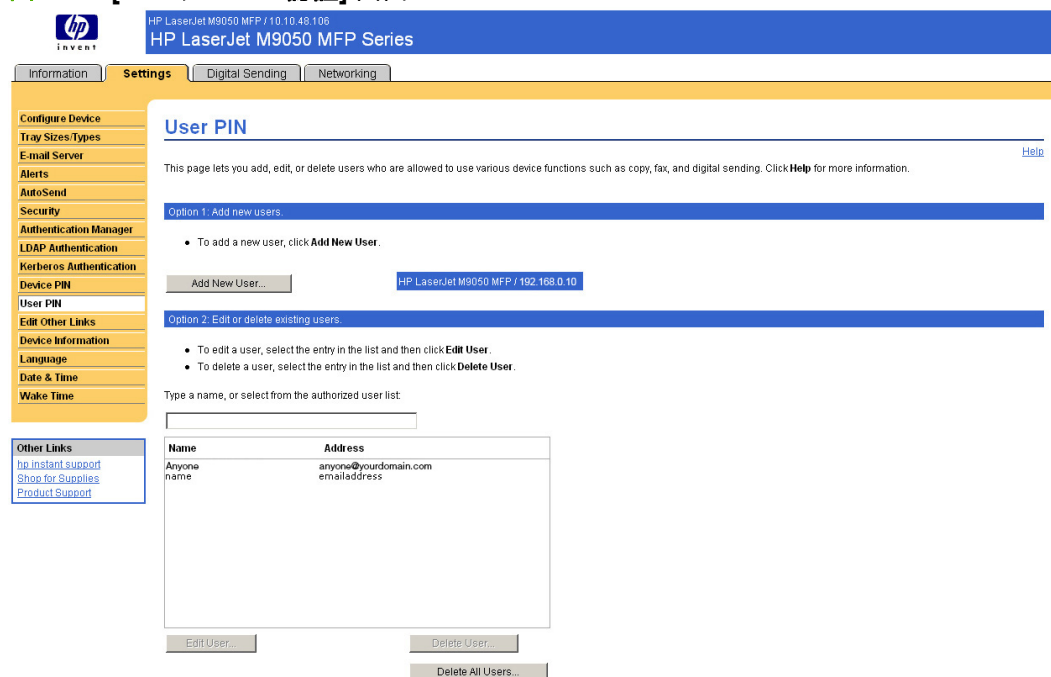 hp
invent
HP LaserJet M9050 MFP / 10.10.48.106
HP LaserJet M9050 MFP Series
Information
Settings
Digital Sending
Networking
Configure Device
Tray Sizes/Types
E-mail Server
Alerts
AutoSend
Security
Authentication Manager
LDAP Authentication
Kerberos Authentication
Device PIN
User PIN
Edit Other Links
Device Information
Language
Date & Time
Wake Time
Other Links
hp instant support
Shop for Supplies
Product Support
User PIN
Help
This page lets you add, edit, or delete users who are allowed to use various device functions such as copy, fax, and digital sending. Click Help for more information.
Option 1: Add new users.
• To add a new user, click Add New User.
Add New User...
HP LaserJet M9050 MFP / 192.168.0.10
Option 2: Edit or delete existing users.
• To edit a user, select the entry in the list and then click Edit User.
• To delete a user, select the entry in the list and then click Delete User.
Type a name, or select from the authorized user list:
Name Address
Anyone anyone@yourdomain.com
name emailaddress
Edit User...
Delete User...
Delete All Users...